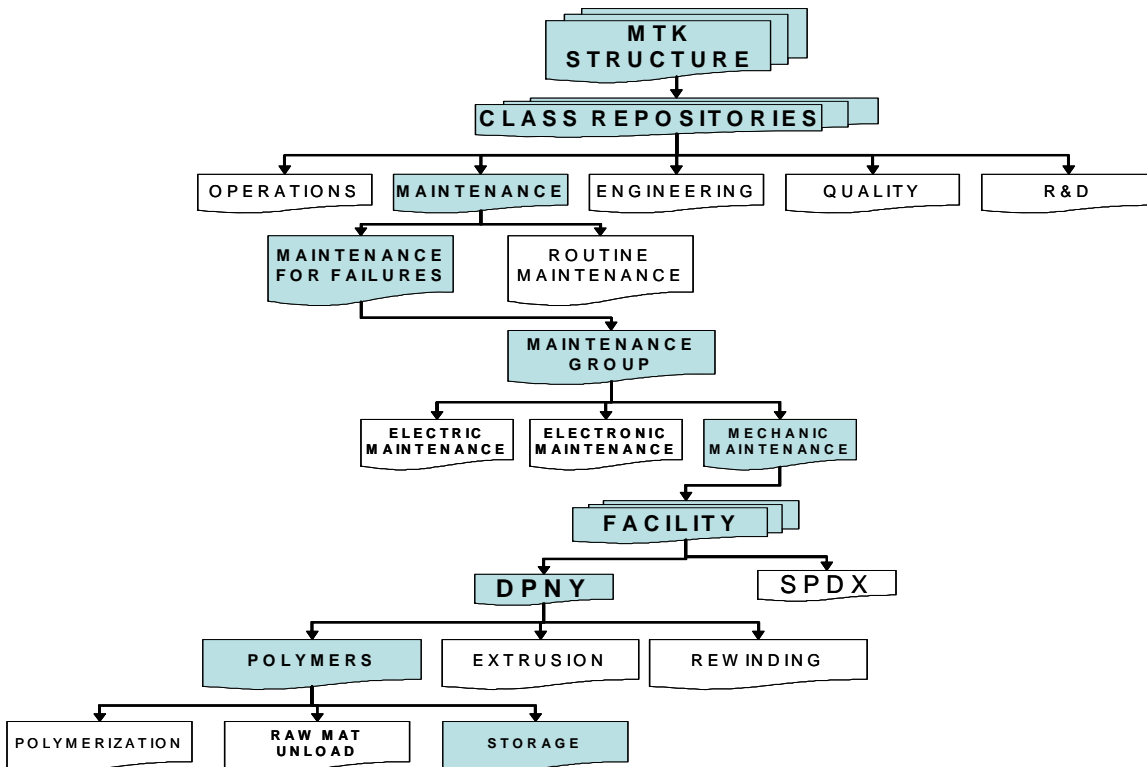 MTK
STRUCTURE
CLASS REPOSITORIES
OPERATIONS
MAINTENANCE
ENGINEERING
QUALITY
R&D
MAINTENANCE
FOR FAILURES
ROUTINE
MAINTENANCE
MAINTENANCE
GROUP
ELECTRIC
MAINTENANCE
ELECTRONIC
MAINTENANCE
MECHANIC
MAINTENANCE
FACILITY
DPNY
SPDX
POLYMERS
EXTRUSION
REWINDING
POLYMERIZATION
RAW MAT
UNLOAD
STORAGE